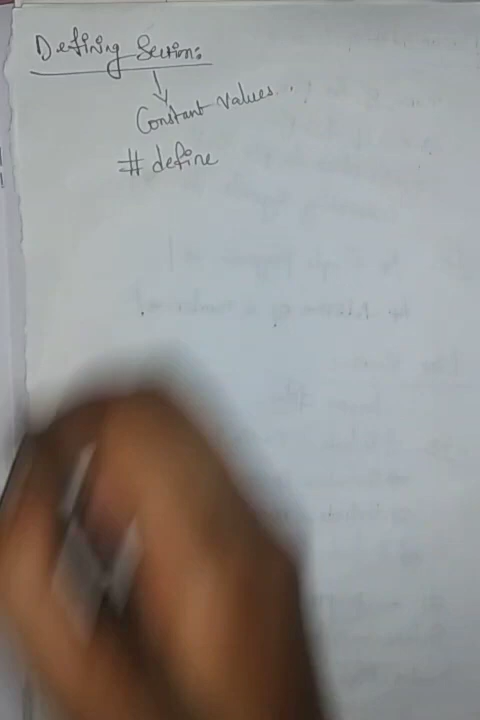 Defining Section:
Constant Values...
# define